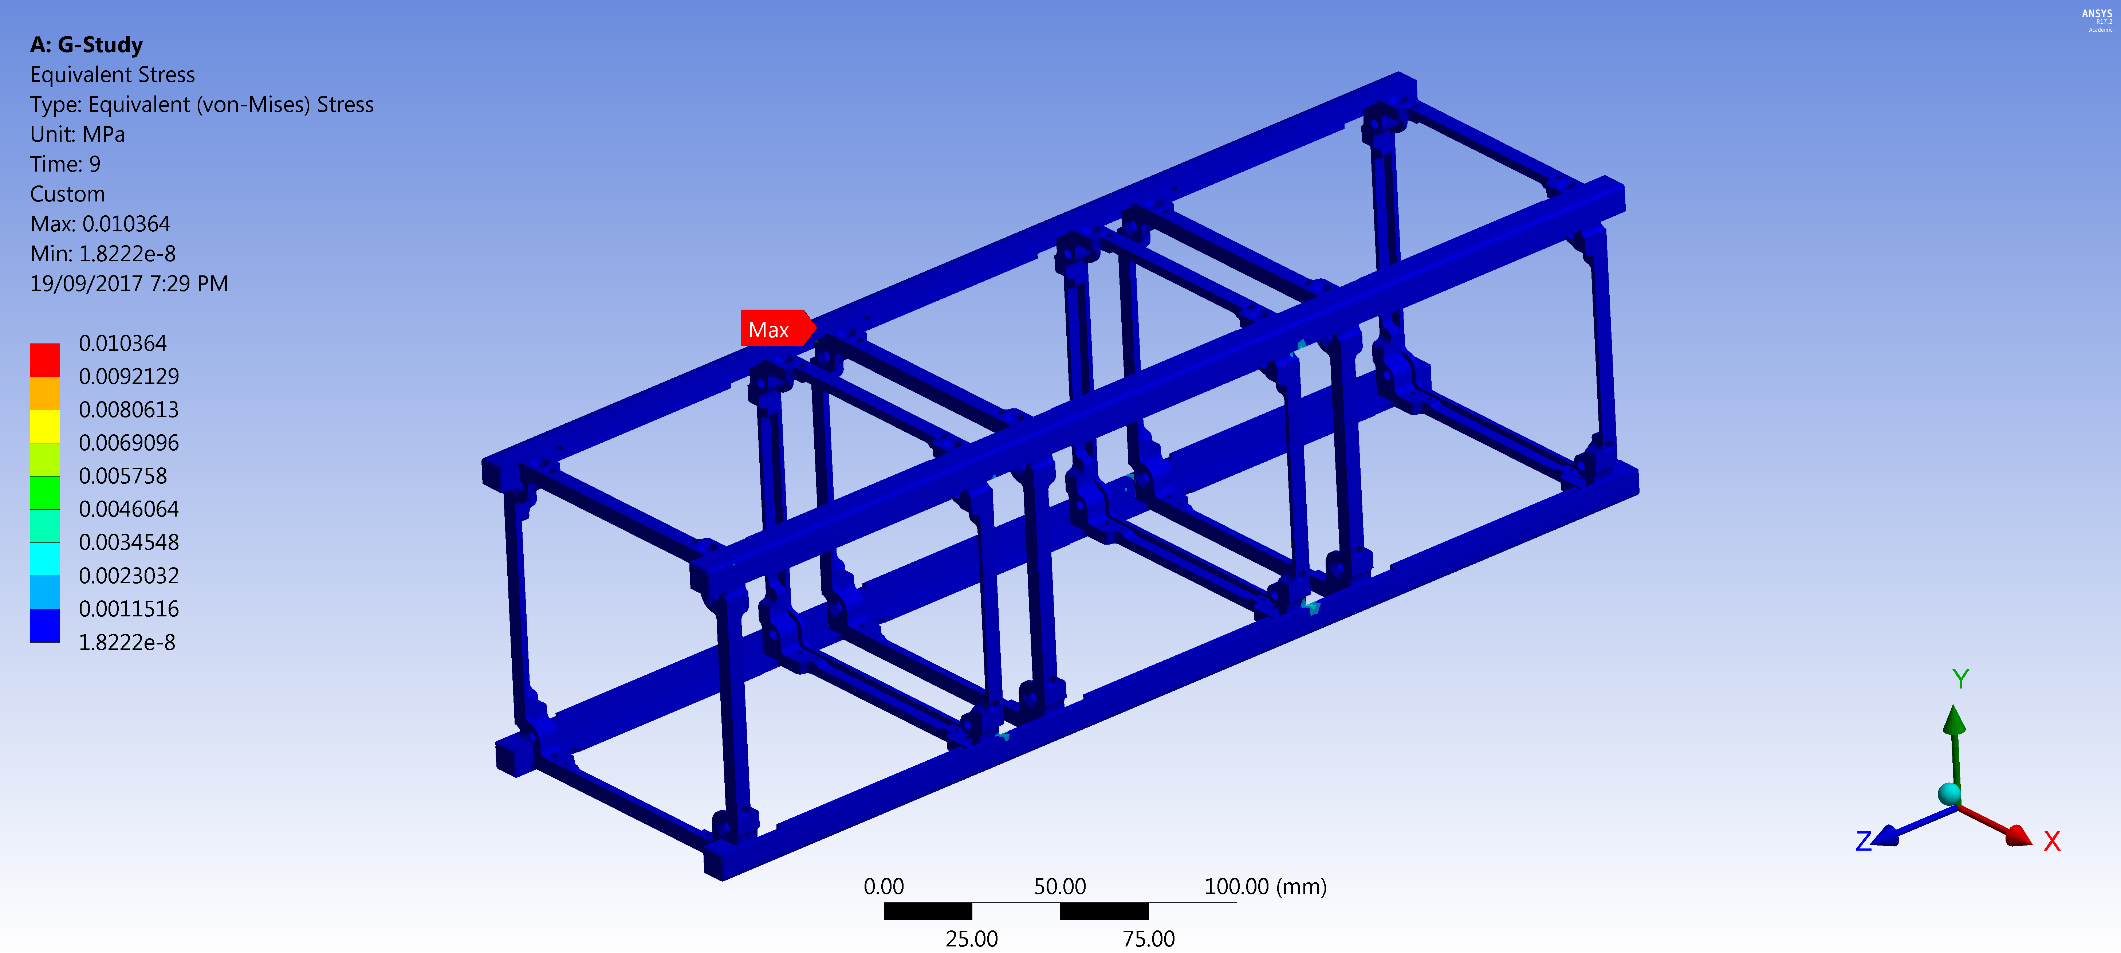 ANSYS
R17.2
Academic
A: G-Study
Equivalent Stress
Type: Equivalent (von-Mises) Stress
Unit: MPa
Time: 9
Custom
Max: 0.010364
Min: 1.8222e-8
19/09/2017 7:29 PM
Max
0.010364
0.0092129
0.0080613
0.0069096
0.005758
0.0046064
0.0034548
0.0023032
0.0011516
1.8222e-8
Y
Z
X
0.00 50.00 100.00 (mm)
25.00 75.00